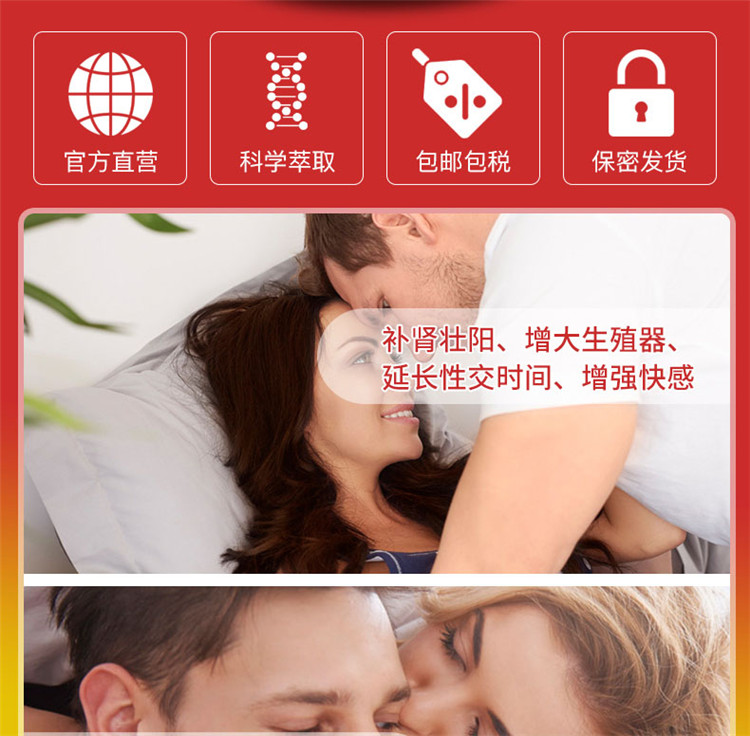 官方直营
科学萃取
包邮包税
保密发货
补肾壮阳、增大生殖器、
延长性交时间、增强快感